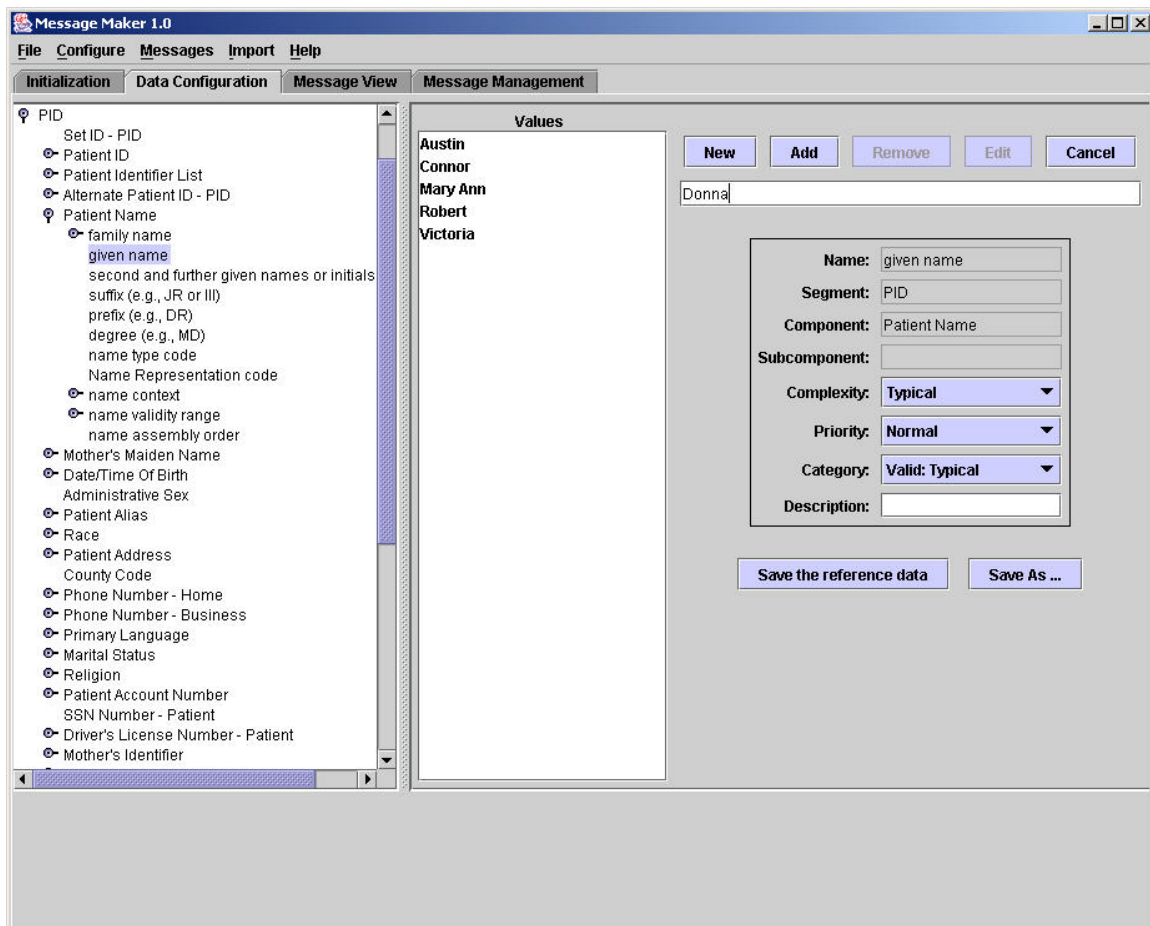 Message Maker 1.0
File Configure Messages Import Help
Initialization Data Configuration Message View Message Management
PID
Set ID - PID
Patient ID
Patient Identifier List
Alternate Patient ID - PID
Patient Name
family name
given name
second and further given names or initials
suffix (e.g., JR or III)
prefix (e.g., DR)
degree (e.g., MD)
name type code
Name Representation code
name context
name validity range
name assembly order
Mother's Maiden Name
Date/Time Of Birth
Administrative Sex
Patient Alias
Race
Patient Address
County Code
Phone Number - Home
Phone Number - Business
Primary Language
Marital Status
Religion
Patient Account Number
SSN Number - Patient
Driver's License Number - Patient
Mother's Identifier
Values
Austin
Connor
Mary Ann
Robert
Victoria
New Add Remove Edit Cancel
Donna
Name: given name
Segment: PID
Component: Patient Name
Subcomponent:
Complexity: Typical
Priority: Normal
Category: Valid: Typical
Description:
Save the reference data Save As ...